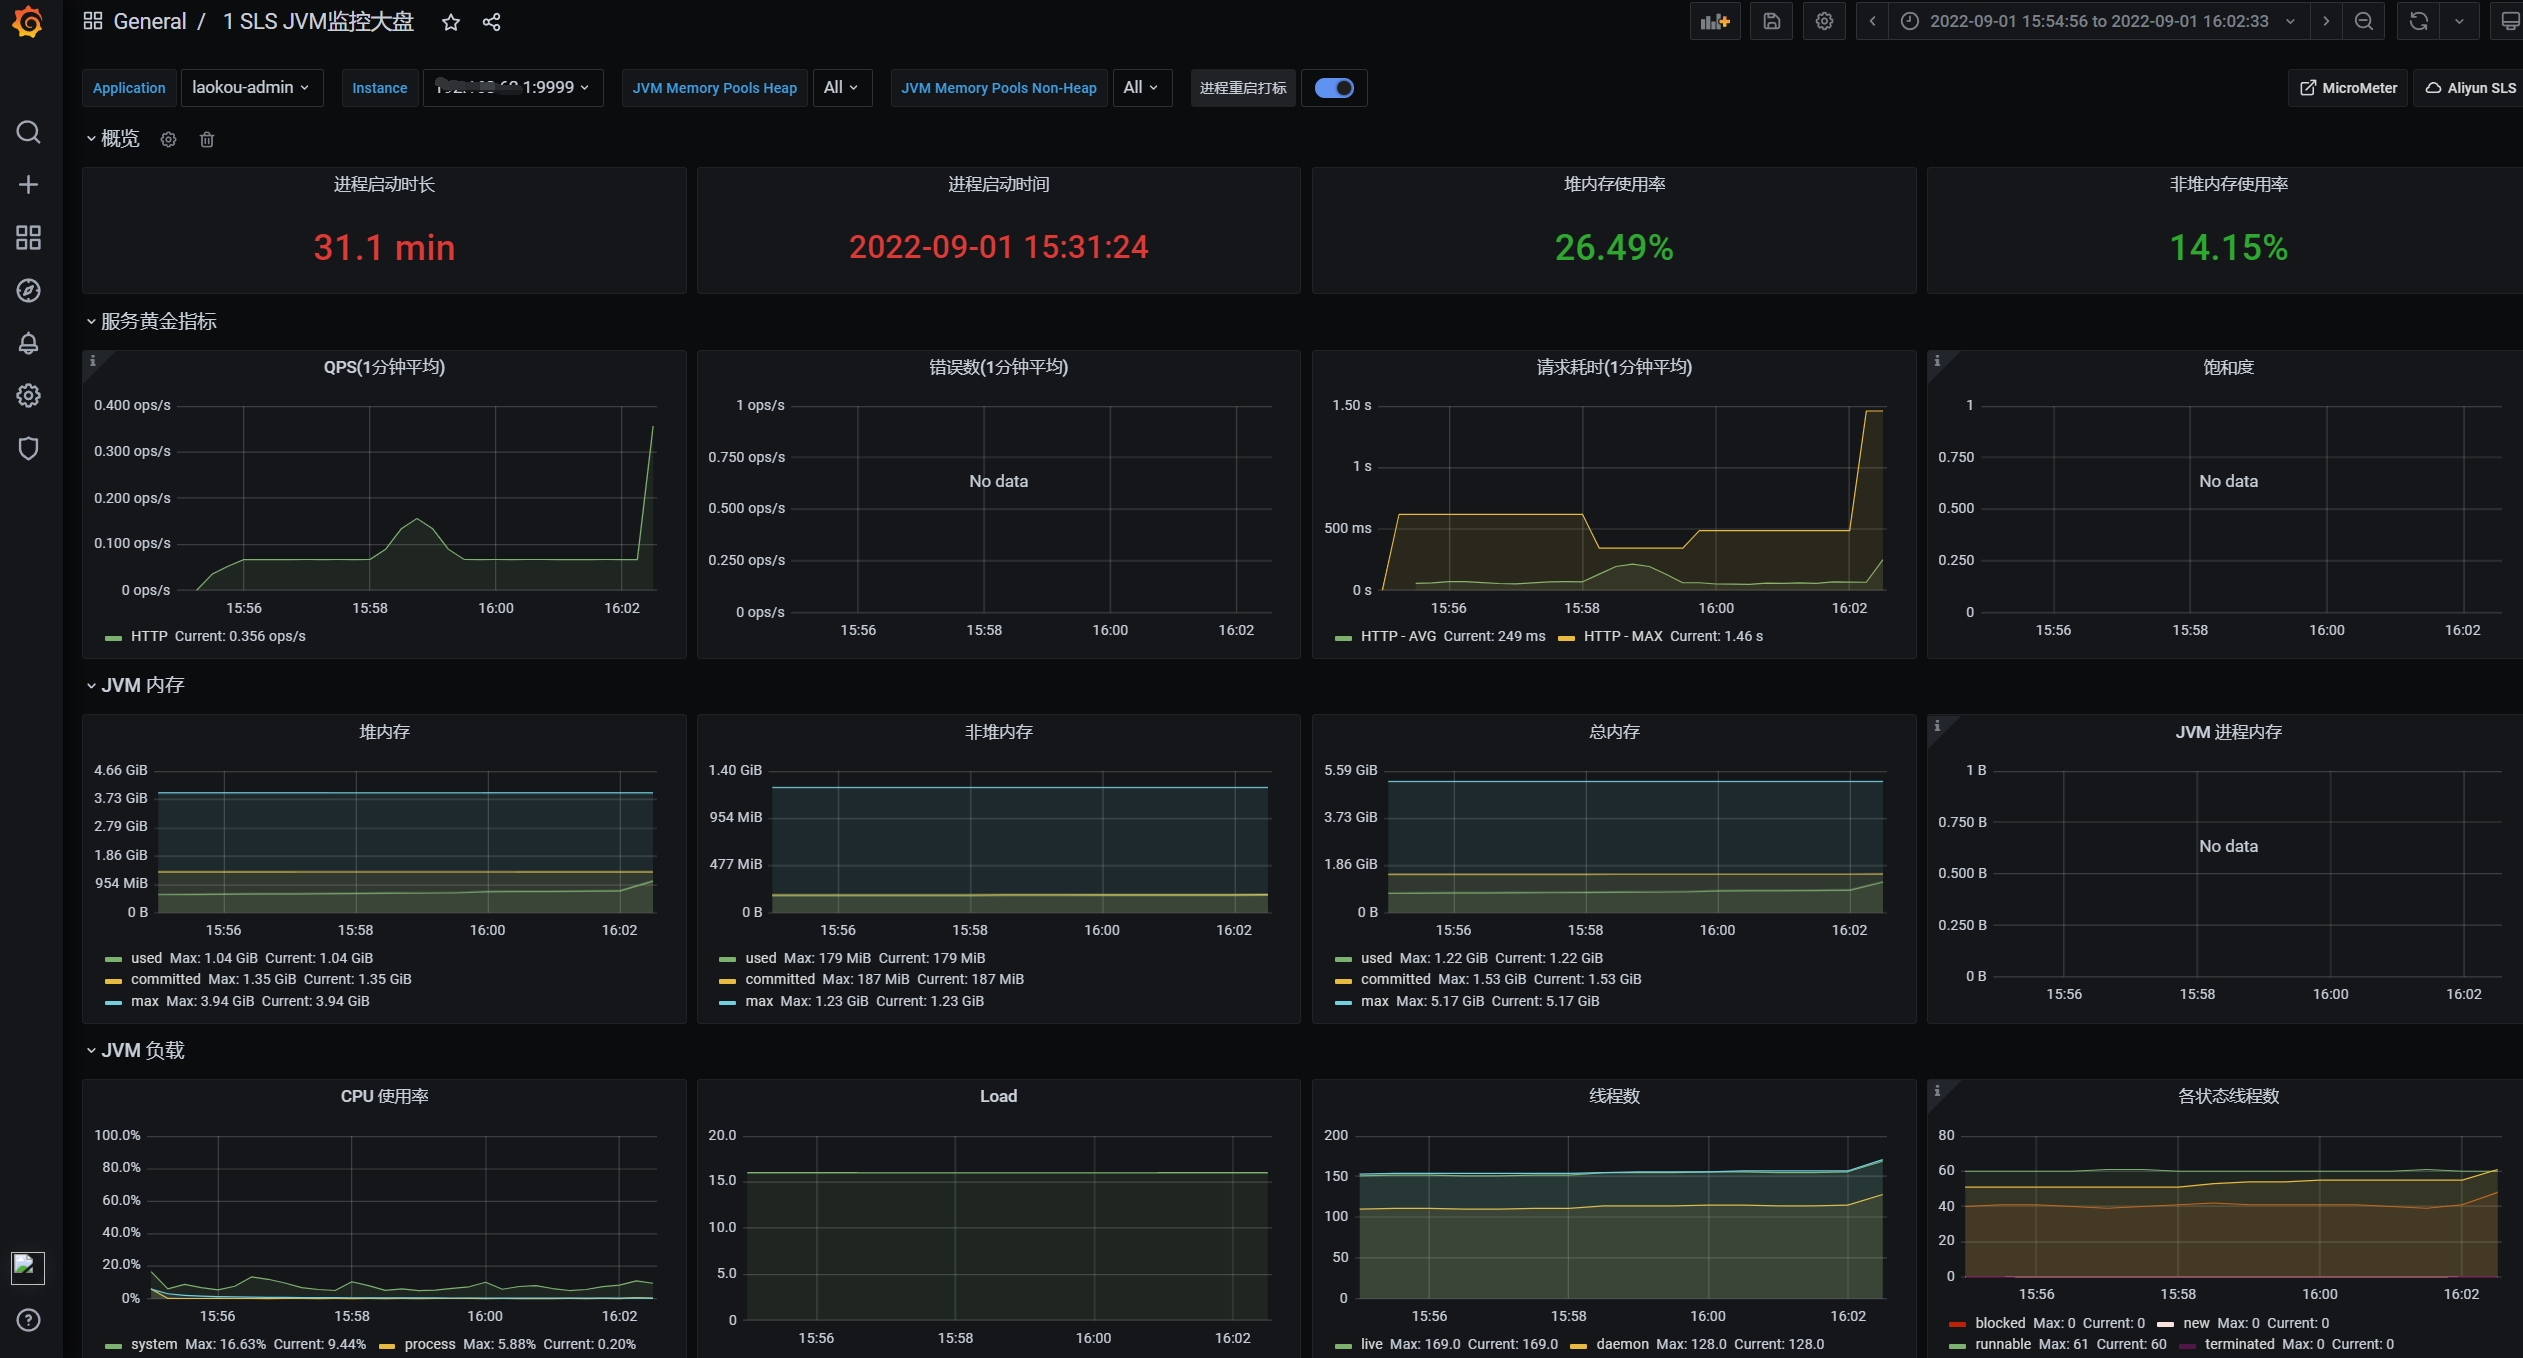 General / 1 SLS JVM监控大盘
2022-09-01 15:54:56 to 2022-09-01 16:02:33
Application laokou-admin Instance 1:9999 JVM Memory Pools Heap All JVM Memory Pools Non-Heap All 进程重启打标 MicroMeter Aliyun SLS
概览
进程启动时长
31.1 min
进程启动时间
2022-09-01 15:31:24
堆内存使用率
26.49%
非堆内存使用率
14.15%
服务黄金指标
QPS(1分钟平均)
0.400 ops/s
0.300 ops/s
0.200 ops/s
0.100 ops/s
0 ops/s
15:56 15:58 16:00 16:02
HTTP Current: 0.356 ops/s
错误数(1分钟平均)
1 ops/s
0.750 ops/s
No data
0.500 ops/s
0.250 ops/s
0 ops/s
15:56 15:58 16:00 16:02
请求耗时(1分钟平均)
1.50 s
1 s
500 ms
0 s
15:56 15:58 16:00 16:02
HTTP - AVG Current: 249 ms HTTP - MAX Current: 1.46 s
饱和度
1
0.750
No data
0.500
0.250
0
15:56 15:58 16:00 16:02
JVM 内存
堆内存
4.66 GiB
3.73 GiB
2.79 GiB
1.86 GiB
954 MiB
0 B
15:56 15:58 16:00 16:02
used Max: 1.04 GiB Current: 1.04 GiB
committed Max: 1.35 GiB Current: 1.35 GiB
max Max: 3.94 GiB Current: 3.94 GiB
非堆内存
1.40 GiB
954 MiB
477 MiB
0 B
15:56 15:58 16:00 16:02
used Max: 179 MiB Current: 179 MiB
committed Max: 187 MiB Current: 187 MiB
max Max: 1.23 GiB Current: 1.23 GiB
总内存
5.59 GiB
3.73 GiB
1.86 GiB
0 B
15:56 15:58 16:00 16:02
used Max: 1.22 GiB Current: 1.22 GiB
committed Max: 1.53 GiB Current: 1.53 GiB
max Max: 5.17 GiB Current: 5.17 GiB
JVM 进程内存
1 B
0.750 B
No data
0.500 B
0.250 B
0 B
15:56 15:58 16:00 16:02
JVM 负载
CPU 使用率
100.0%
80.0%
60.0%
40.0%
20.0%
0%
15:56 15:58 16:00 16:02
system Max: 16.63% Current: 9.44% process Max: 5.88% Current: 0.20%
Load
20.0
15.0
10.0
5.0
0
15:56 15:58 16:00 16:02
线程数
200
150
100
50
0
15:56 15:58 16:00 16:02
live Max: 169.0 Current: 169.0 daemon Max: 128.0 Current: 128.0
各状态线程数
80
60
40
20
0
15:56 15:58 16:00 16:02
blocked Max: 0 Current: 0 new Max: 0 Current: 0
runnable Max: 61 Current: 60 terminated Max: 0 Current: 0